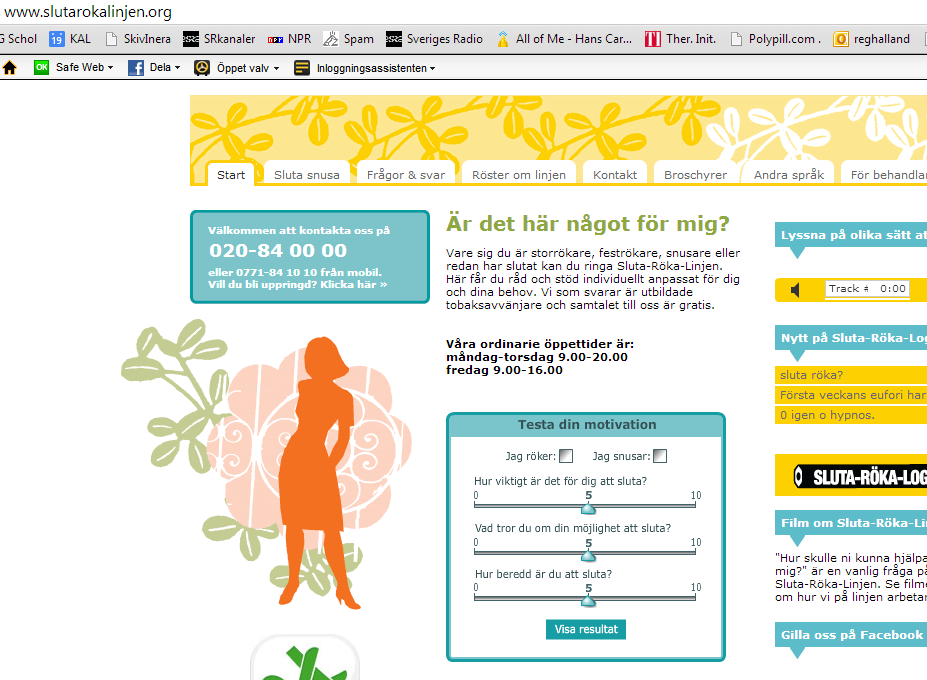 www.slutarokalinjen.org
G Schol 19 KAL SkivInera SRkanaler NPR Spam Sveriges Radio All of Me - Hans Car... Ther. Init. Polypill.com . reghalland
OK Safe Web Dela Öppet valv Inloggningsassistenten
Start Sluta snusa Frågor & svar Röster om linjen Kontakt Broschyrer Andra språk För behandlar
Välkommen att kontakta oss på
020-84 00 00
eller 0771-84 10 10 från mobil.
Vill du bli uppringd? Klicka här »
Är det här något för mig?
Vare sig du är storrökare, feströkare, snusare eller
redan har slutat kan du ringa Sluta-Röka-Linjen.
Här får du råd och stöd individuellt anpassat för dig
och dina behov. Vi som svarar är utbildade
tobaksavvänjare och samtalet till oss är gratis.
Våra ordinarie öppettider är:
måndag-torsdag 9.00-20.00
fredag 9.00-16.00
Testa din motivation
Jag röker: Jag snusar:
Hur viktigt är det för dig att sluta?
0 5 10
Vad tror du om din möjlighet att sluta?
0 5 10
Hur beredd är du att sluta?
0 5 10
Visa resultat
Lyssna på olika sätt at
Track # 0:00
Nytt på Sluta-Röka-Log
sluta röka?
Första veckans eufori har
0 igen o hypnos.
SLUTA-RÖKA-LOG
Film om Sluta-Röka-Li
"Hur skulle ni kunna hjälpa
mig?" är en vanlig fråga på
Sluta-Röka-Linjen. Se filme
om hur vi på linjen arbetar
Gilla oss på Facebook